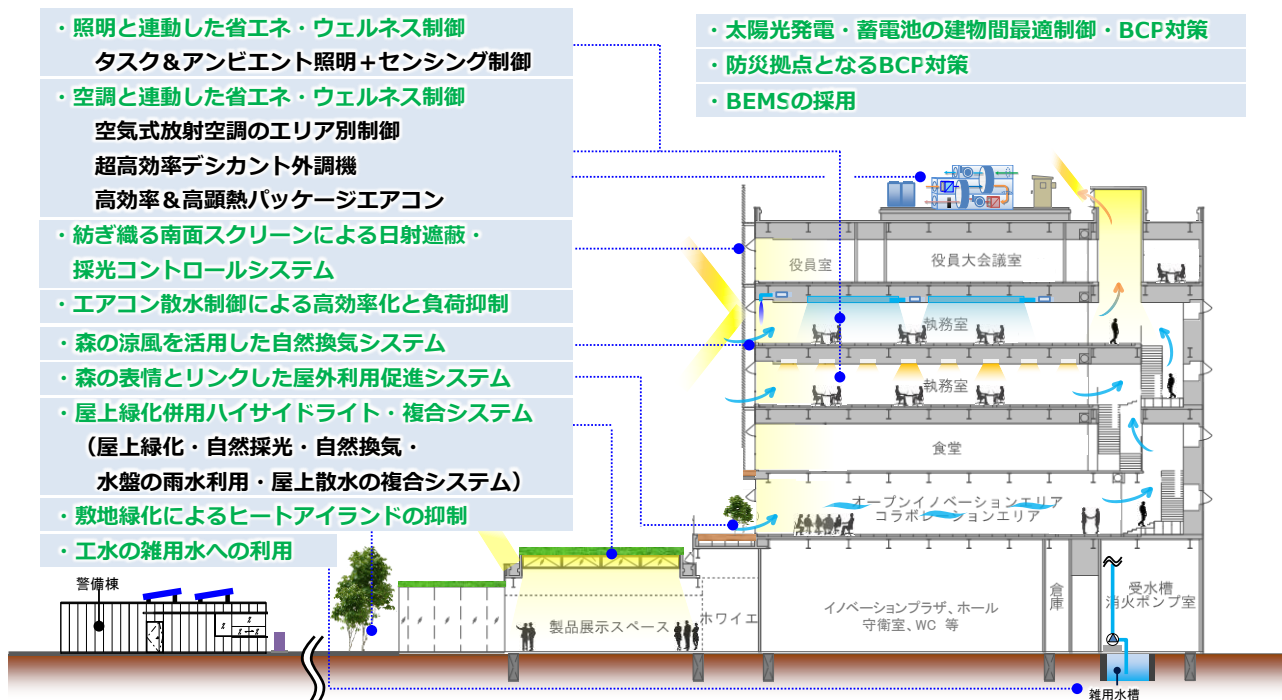 ・照明と連動した省エネ・ウェルネス制御
タスク＆アンビエント照明＋センシング制御
・空調と連動した省エネ・ウェルネス制御
空気式放射空調のエリア別制御
超高効率デシカント外調機
高効率＆高顕熱パッケージエアコン
・紡ぎ織る南面スクリーンによる日射遮蔽・
採光コントロールシステム
・エアコン散水制御による高効率化と負荷抑制
・森の涼風を活用した自然換気システム
・森の表情とリンクした屋外利用促進システム
・屋上緑化併用ハイサイドライト・複合システム
（屋上緑化・自然採光・自然換気・
水盤の雨水利用・屋上散水の複合システム）
・敷地緑化によるヒートアイランドの抑制
・工水の雑用水への利用
・太陽光発電・蓄電池の建物間最適制御・BCP対策
・防災拠点となるBCP対策
・BEMSの採用
役員室
役員大会議室
執務室
執務室
食堂
オープンイノベーションエリア
コラボレーションエリア
警備棟
製品展示スペース
ホワイエ
イノベーションプラザ、ホール
守衛室、WC 等
倉庫
受水槽
消火ポンプ室
雑用水槽